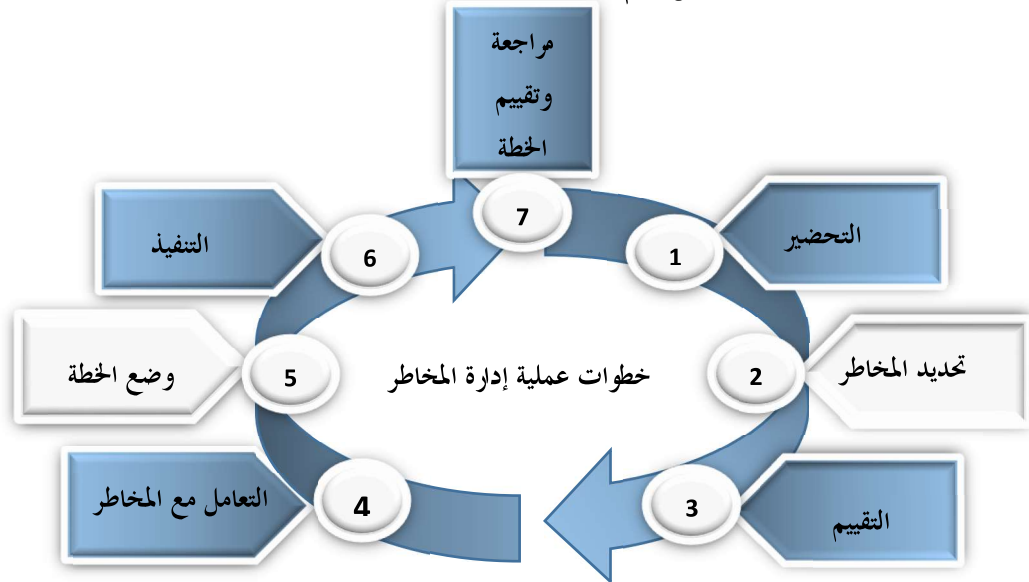 مراجعة
وتقييم
الخطة
7
1
التحضير
2
تحديد المخاطر
3
التقييم
4
التعامل مع المخاطر
5
وضع الخطة
6
التنفيذ
خطوات عملية إدارة المخاطر